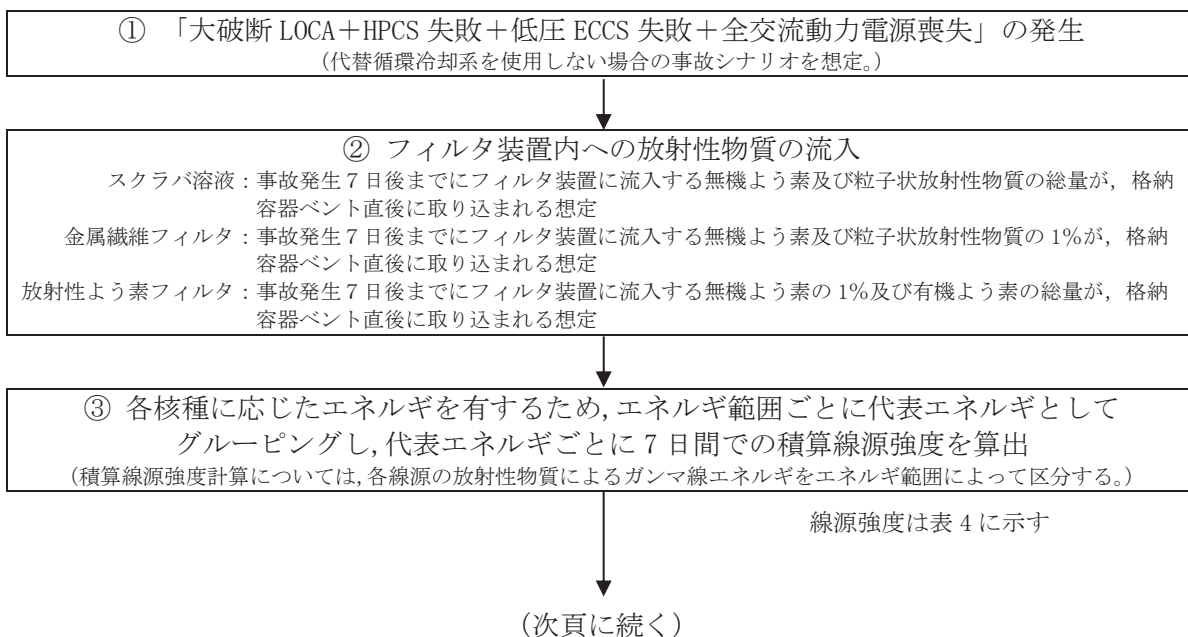 ① 「大破断 LOCA＋HPCS 失敗＋低圧 ECCS 失敗＋全交流動力電源喪失」の発生
(代替循環冷却系を使用しない場合の事故シナリオを想定。)
② フィルタ装置内への放射性物質の流入
スクラバ溶液：事故発生７日後までにフィルタ装置に流入する無機よう素及び粒子状放射性物質の総量が，格納
容器ベント直後に取り込まれる想定
金属繊維フィルタ：事故発生７日後までにフィルタ装置に流入する無機よう素及び粒子状放射性物質の 1%が，格納
容器ベント直後に取り込まれる想定
放射性よう素フィルタ：事故発生７日後までにフィルタ装置に流入する無機よう素の 1%及び有機よう素の総量が，格納
容器ベント直後に取り込まれる想定
③ 各核種に応じたエネルギを有するため,エネルギ範囲ごとに代表エネルギとして
グルーピングし,代表エネルギごとに 7 日間での積算線源強度を算出
(積算線源強度計算については,各線源の放射性物質によるガンマ線エネルギをエネルギ範囲によって区分する。)
線源強度は表 4 に示す
(次頁に続く)